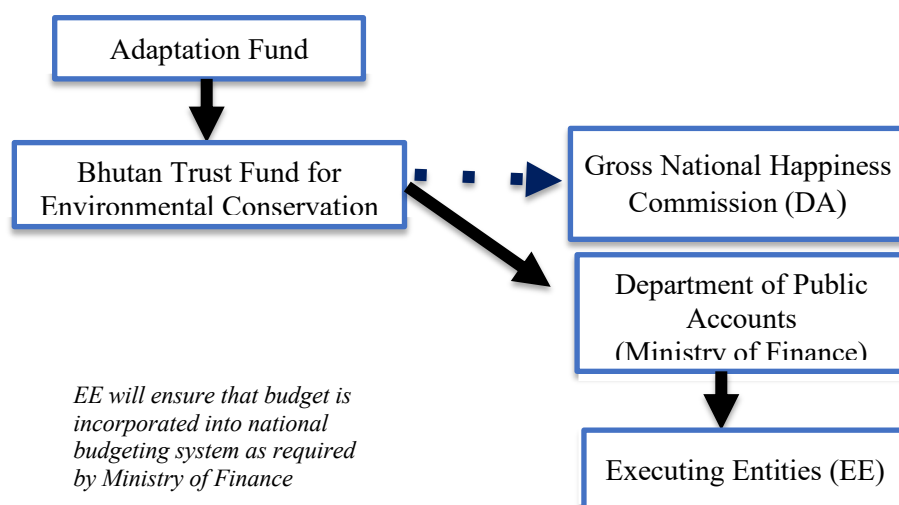 Adaptation Fund
Bhutan Trust Fund for
Environmental Conservation
Gross National Happiness
Commission (DA)
Department of Public
Accounts
(Ministry of Finance)
EE will ensure that budget is
incorporated into national
budgeting system as required
by Ministry of Finance
Executing Entities (EE)